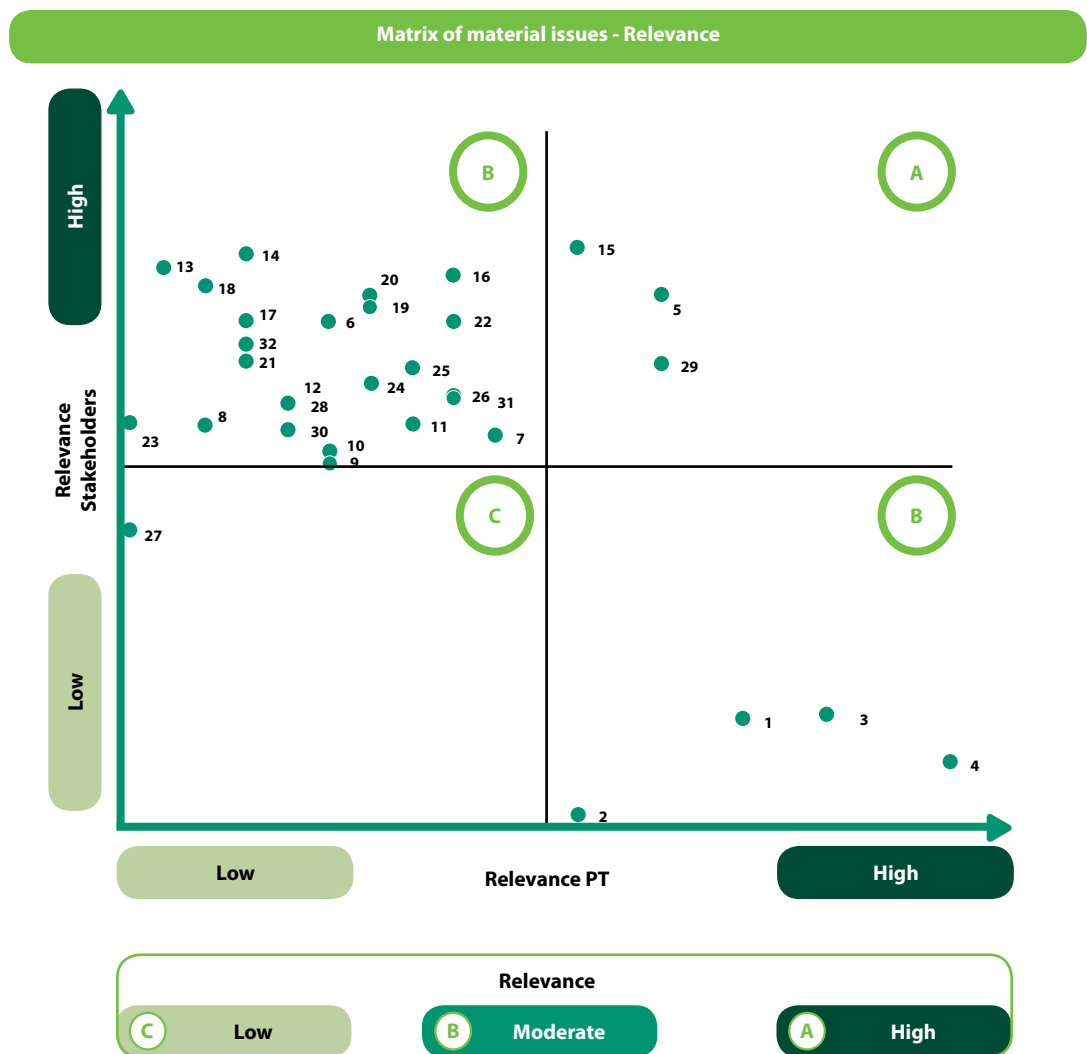 Matrix of material issues - Relevance
High
B
A
15
14
13
16
20
18
19
5
17
6
22
32
21
29
25
12
24
26
31
28
8
11
23
30
7
10
9
Relevance
Stakeholders
C
B
27
Low
1
3
4
2
Low
Relevance PT
High
Relevance
C
Low
B
Moderate
A
High